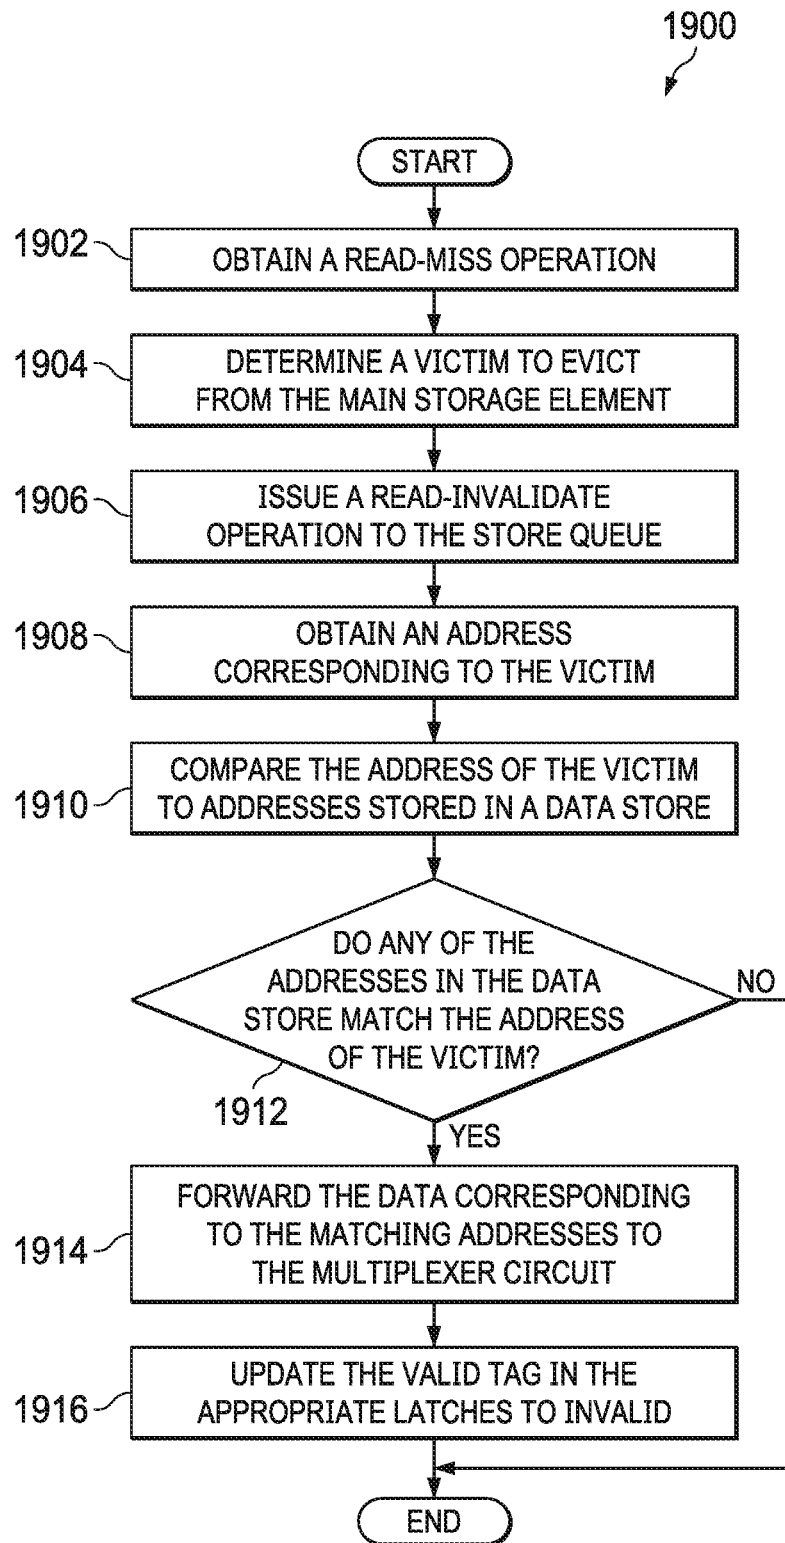 1900
START
1902
OBTAIN A READ-MISS OPERATION
1904
DETERMINE A VICTIM TO EVICT
FROM THE MAIN STORAGE ELEMENT
1906
ISSUE A READ-INVALIDATE
OPERATION TO THE STORE QUEUE
1908
OBTAIN AN ADDRESS
CORRESPONDING TO THE VICTIM
1910
COMPARE THE ADDRESS OF THE VICTIM
TO ADDRESSES STORED IN A DATA STORE
DO ANY OF THE
ADDRESSES IN THE DATA
STORE MATCH THE ADDRESS
OF THE VICTIM?
NO
1912
YES
1914
FORWARD THE DATA CORRESPONDING
TO THE MATCHING ADDRESSES TO
THE MULTIPLEXER CIRCUIT
1916
UPDATE THE VALID TAG IN THE
APPROPRIATE LATCHES TO INVALID
END